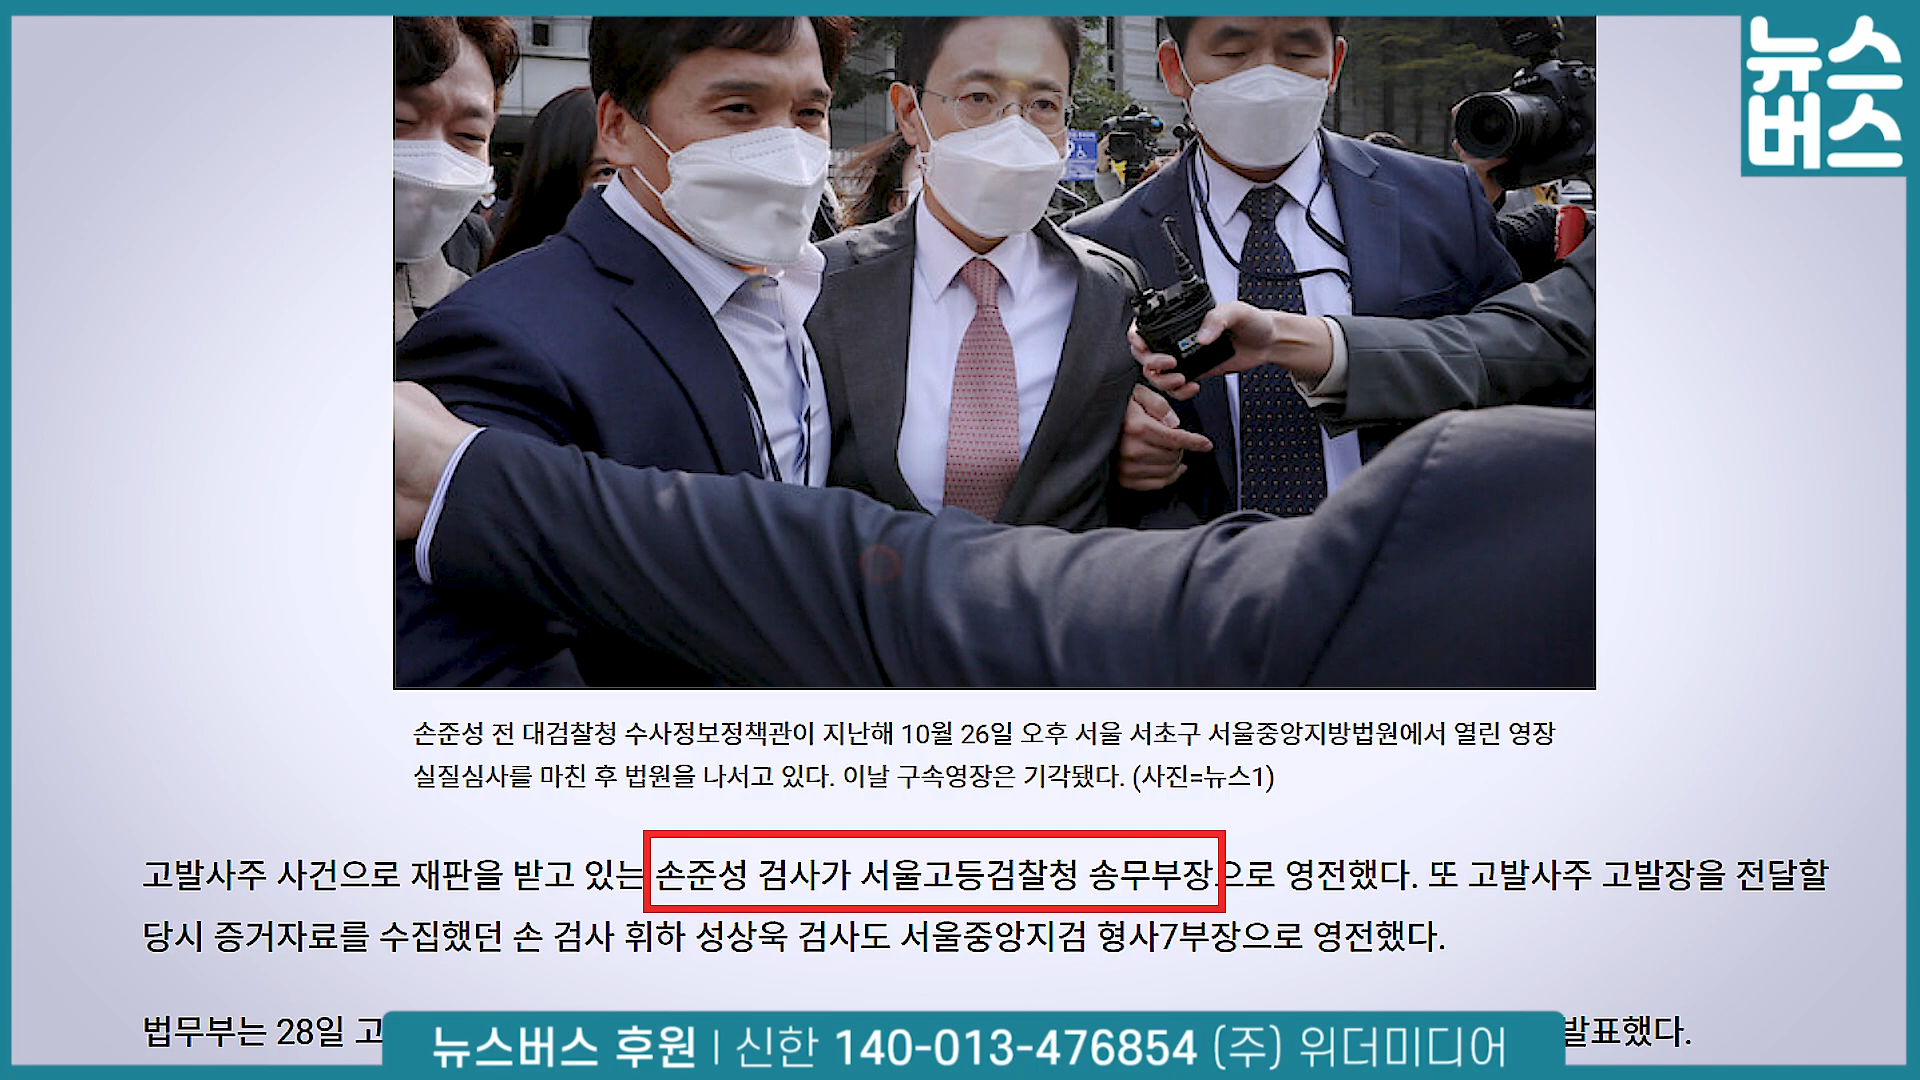 뉴스
버스
손준성 전 대검찰청 수사정보정책관이 지난해 10월 26일 오후 서울 서초구 서울중앙지방법원에서 열린 영장
실질심사를 마친 후 법원을 나서고 있다. 이날 구속영장은 기각됐다. (사진=뉴스1)
고발사주 사건으로 재판을 받고 있는 손준성 검사가 서울고등검찰청 송무부장으로 영전했다. 또 고발사주 고발장을 전달할
당시 증거자료를 수집했던 손 검사 휘하 성상욱 검사도 서울중앙지검 형사7부장으로 영전했다.
법무부는 28일 고 발표했다.
뉴스버스 후원 | 신한 140-013-476854 (주) 위더미디어